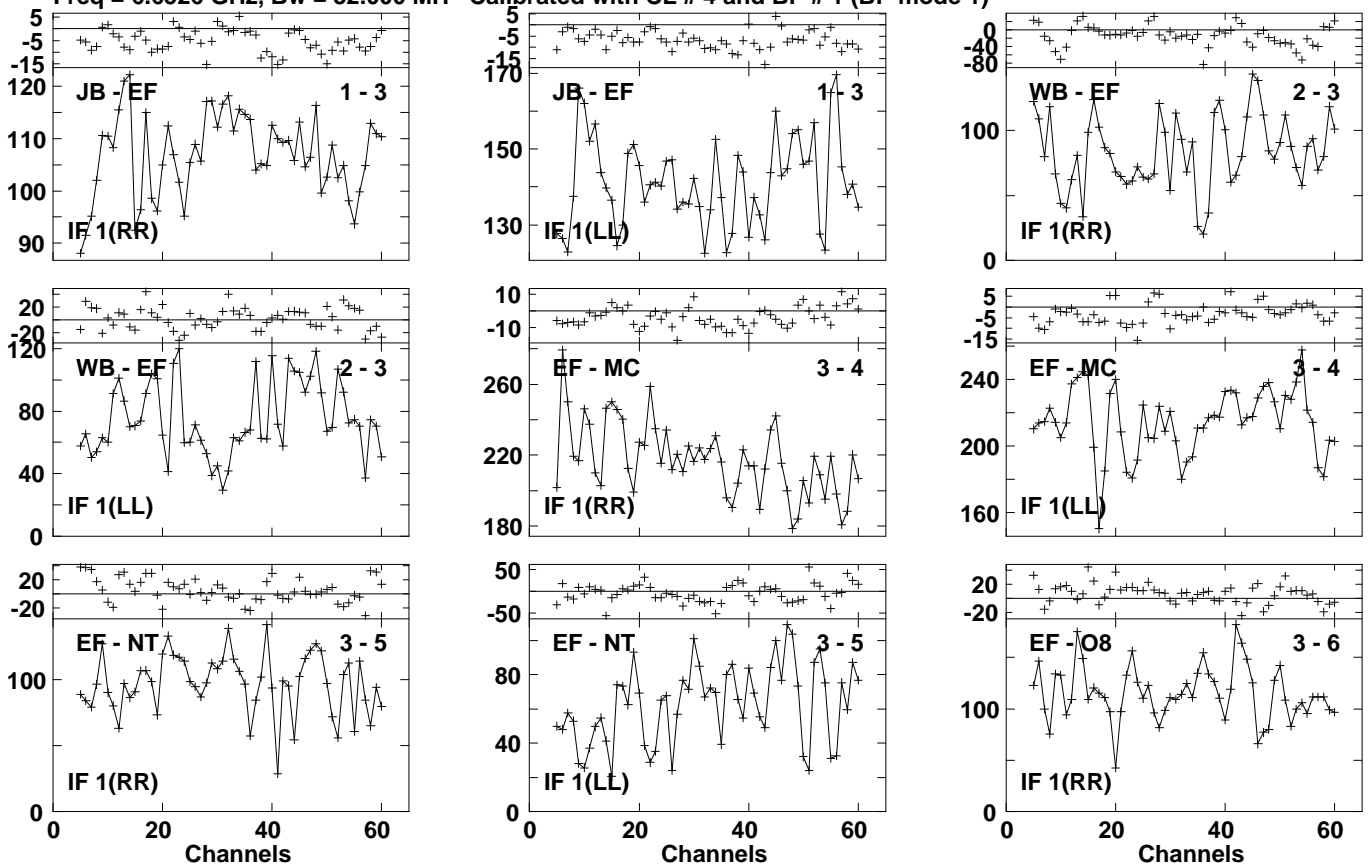 Freq = GHz, Bw = MH Calibrated with CL # 4 and BP # 1 (BP mode 1)
5
-5
-15
JB - EF 1 - 3
120
110
100
90
IF 1(RR)
5
-5
-15
JB - EF 1 - 3
170
150
130
IF 1(LL)
0
-40
-80
WB - EF 2 - 3
100
0
IF 1(RR)
20
-20
WB - EF 2 - 3
120
80
40
0
IF 1(LL)
10
-10
EF - MC 3 - 4
260
220
180
IF 1(RR)
5
-5
-15
EF - MC 3 - 4
240
200
160
IF 1(LL)
20
-20
EF - NT 3 - 5
100
0
IF 1(RR)
0 20 40 60
Channels
50
-50
EF - NT 3 - 5
80
40
0
IF 1(LL)
0 20 40 60
Channels
20
-20
EF - O8 3 - 6
100
0
IF 1(RR)
0 20 40 60
Channels